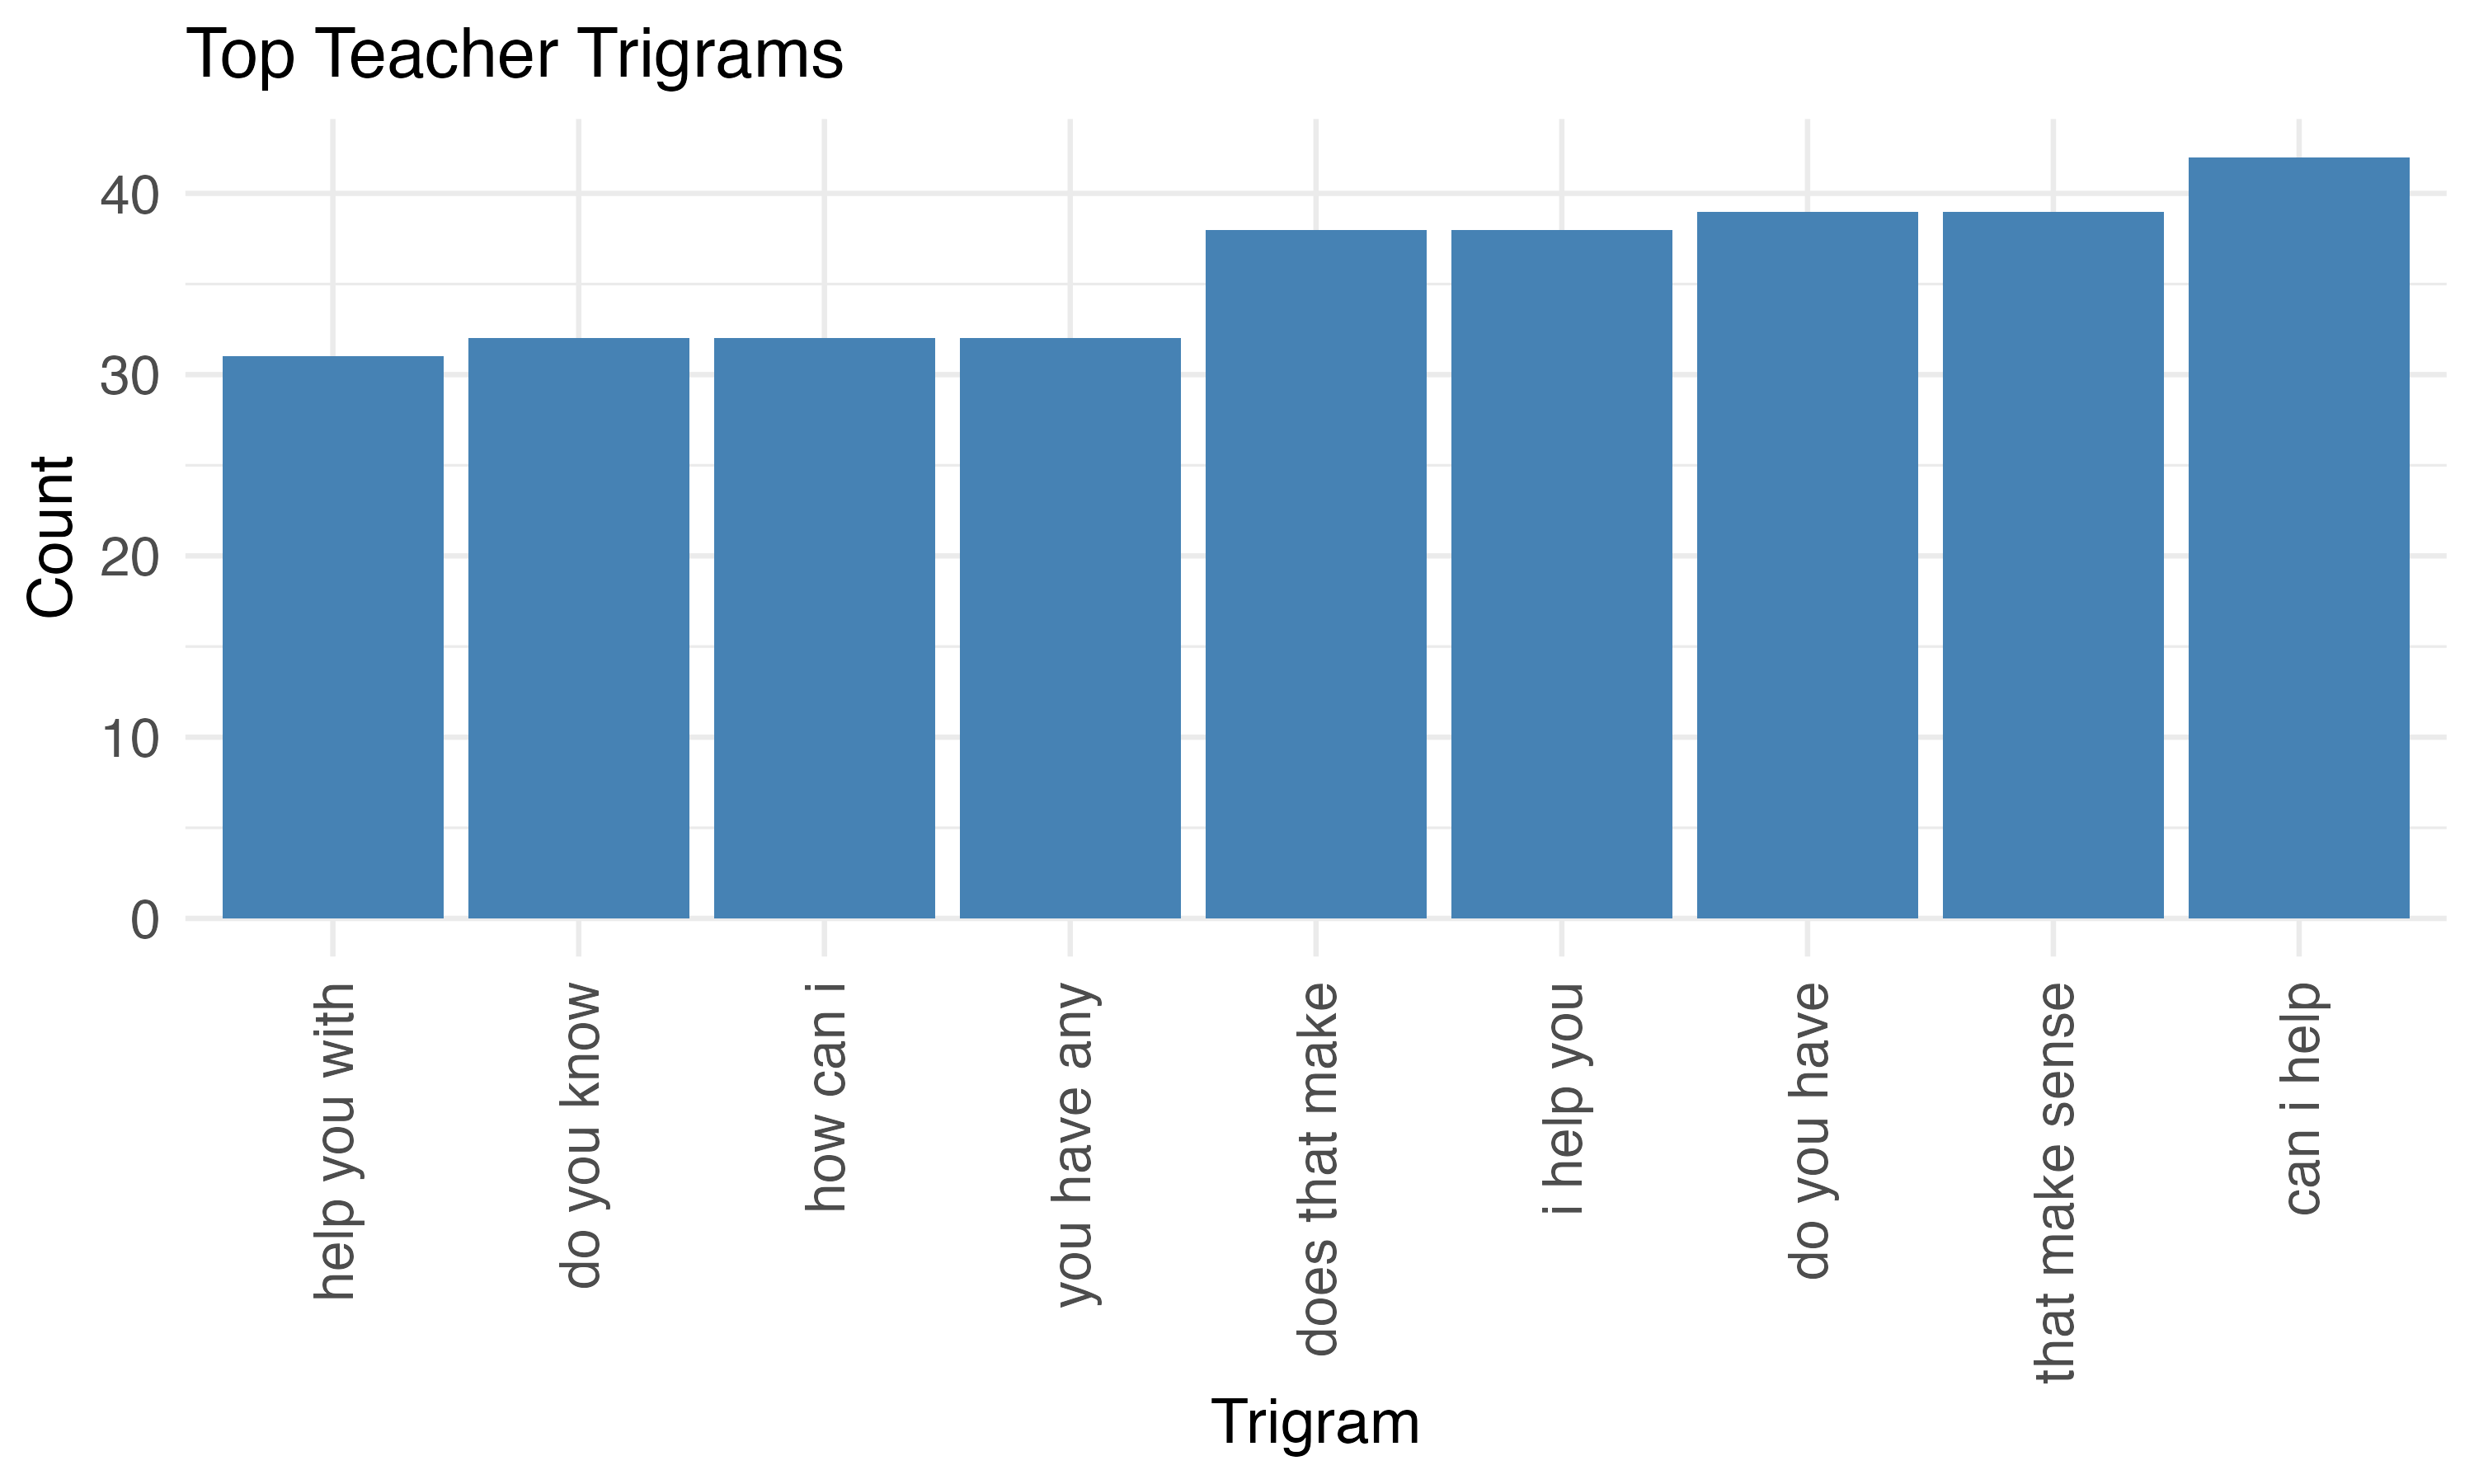 Top Teacher Trigrams
Count
40
30
20
10
0
help you with
do you know
how can i
you have any
does that make
i help you
do you have
that make sense
can i help
Trigram